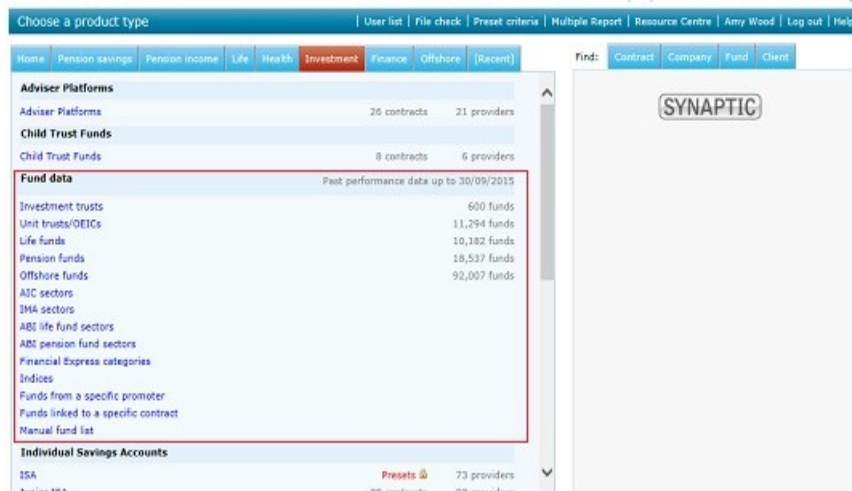 Choose a product type | User list | File check | Preset criteria | Multiple Report | Resource Centre | Amy Wood | Log out | Help
Home Pension savings Pension income Life Health Investment Finance Offshore [Recent]
Find: Contract Company Fund Client
SYNAPTIC
Adviser Platforms
Adviser Platforms 26 contracts 21 providers
Child Trust Funds
Child Trust Funds 8 contracts 6 providers
Fund data Past performance data up to 30/09/2015
Investment trusts 600 funds
Unit trusts/OEICs 11,294 funds
Life funds 10,182 funds
Pension funds 18,537 funds
Offshore funds 92,007 funds
AIC sectors
IMA sectors
ABI life fund sectors
ABI pension fund sectors
Financial Express categories
Indices
Funds from a specific promoter
Funds linked to a specific contract
Manual fund list
Individual Savings Accounts
ISA Presets 73 providers